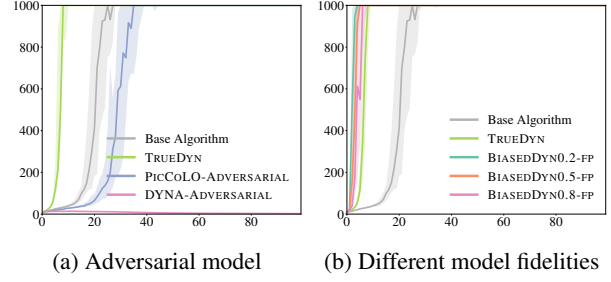 1000
800
600
400
200
0
0 20 40 60 80
Base Algorithm
TRUEDYN
PICCOLO-ADVERSARIAL
DYNA-ADVERSARIAL
(a) Adversarial model
1000
800
600
400
200
0
0 20 40 60 80
Base Algorithm
TRUEDYN
BIASEDDYN0.2-FP
BIASEDDYN0.5-FP
BIASEDDYN0.8-FP
(b) Different model fidelities